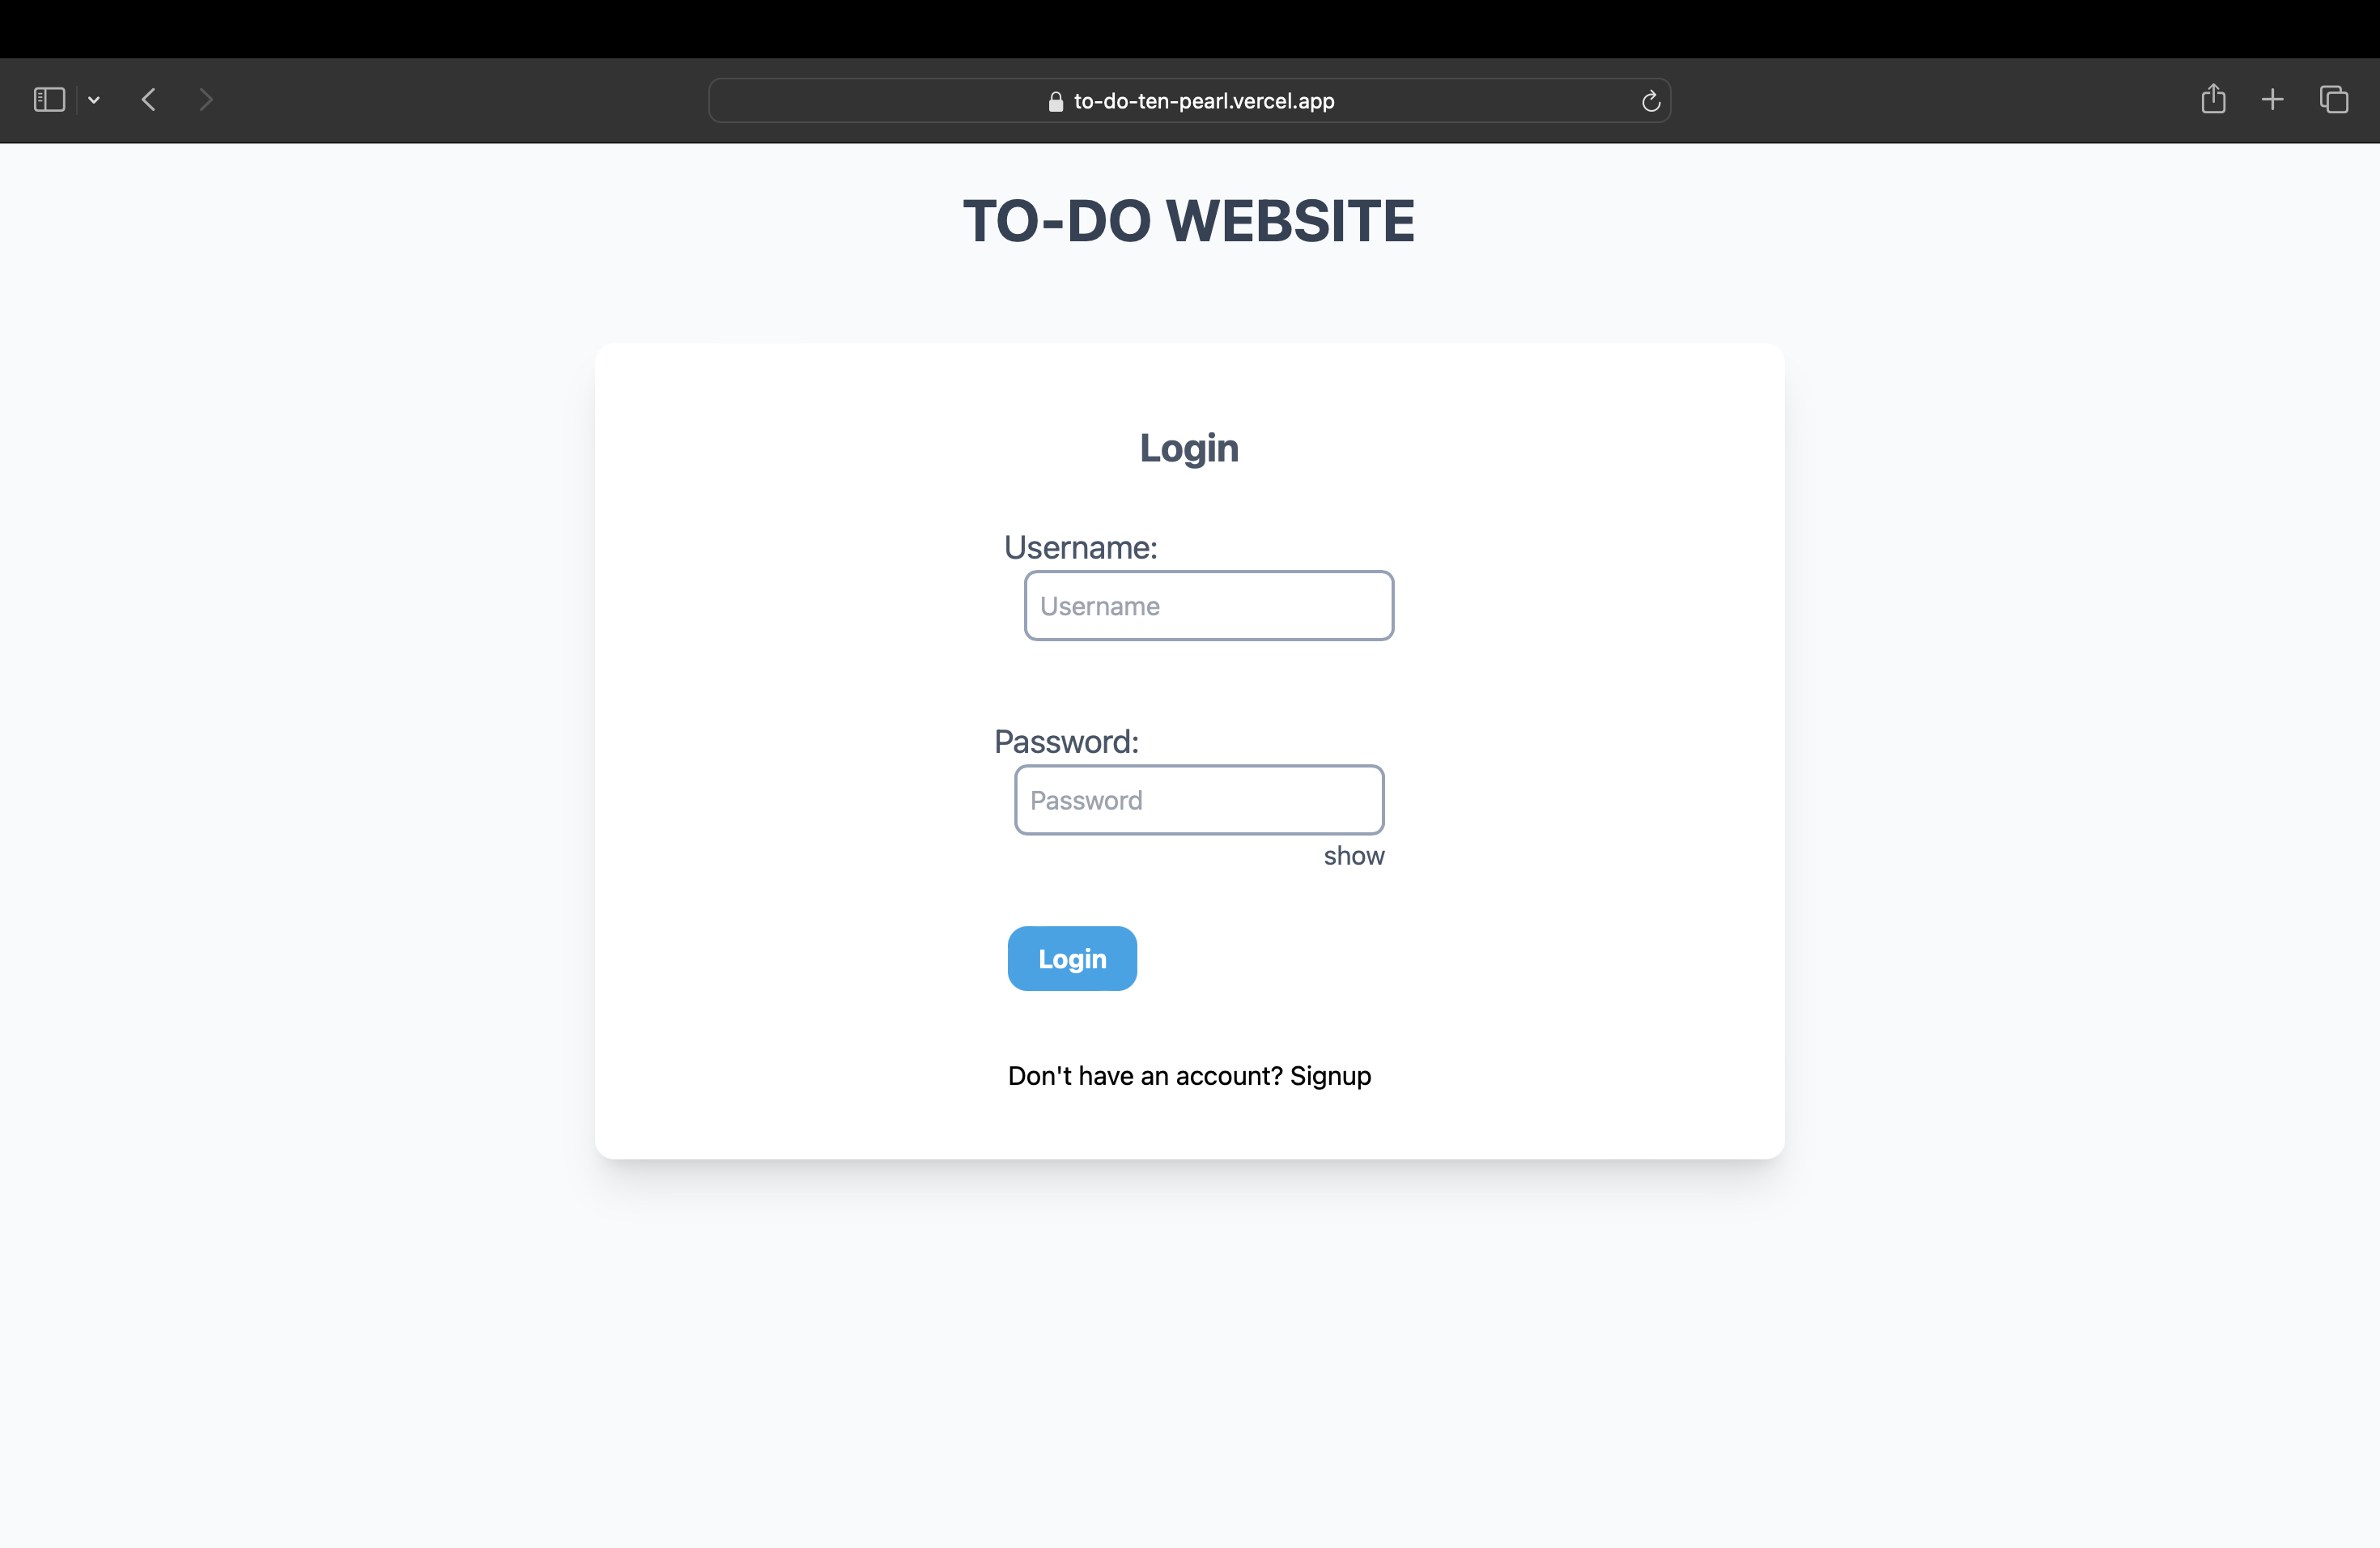 to-do-ten-pearl.vercel.app
TO-DO WEBSITE
Login
Username:
Username
Password:
Password
show
Login
Don't have an account? Signup